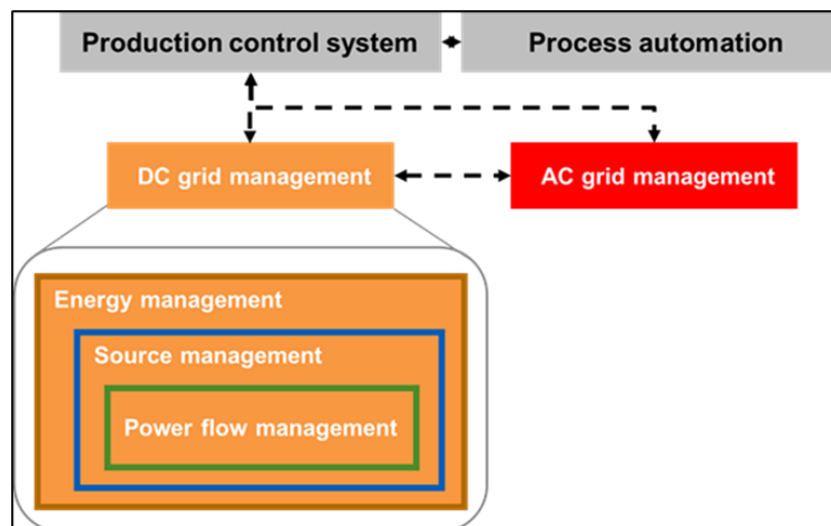 Production control system
Process automation
DC grid management
AC grid management
Energy management
Source management
Power flow management